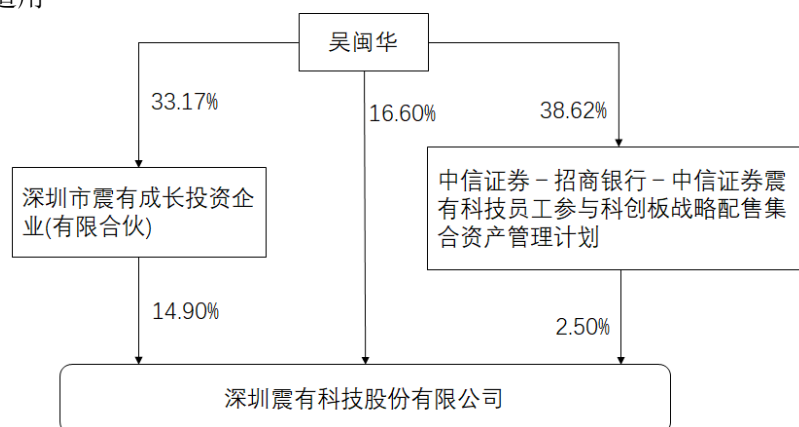 适用
吴闽华
33.17%
16.60%
38.62%
深圳市震有成长投资企
业(有限合伙)
中信证券－招商银行－中信证券震
有科技员工参与科创板战略配售集
合资产管理计划
14.90%
2.50%
深圳震有科技股份有限公司